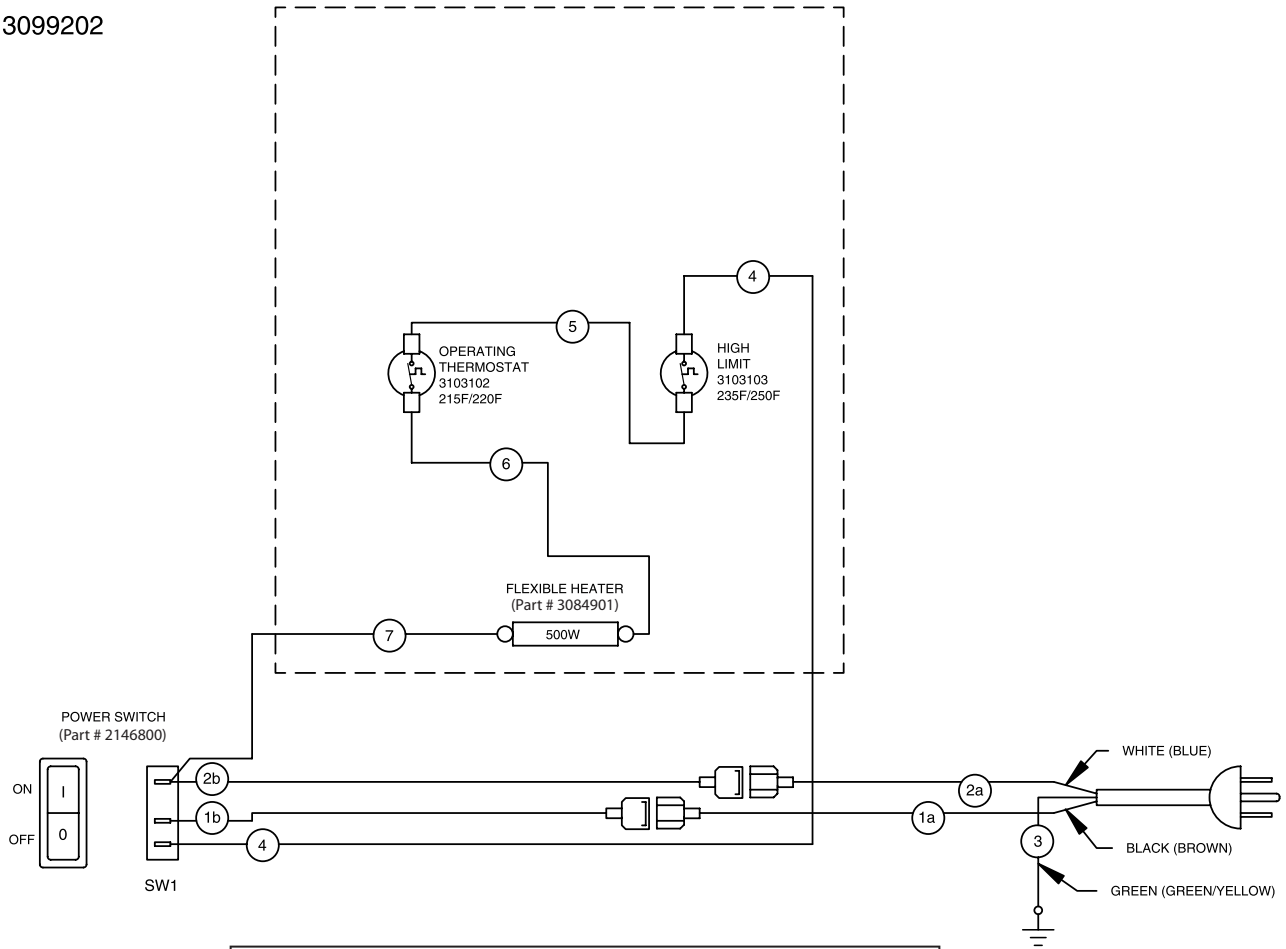 3099202
4
5
OPERATING
THERMOSTAT
3103102
215F/220F
HIGH
LIMIT
3103103
235F/250F
6
FLEXIBLE HEATER
(Part # 3084901)
500W
7
POWER SWITCH
(Part # 2146800)
ON
I
OFF
0
2b
1b
4
SW1
2a
1a
3
WHITE (BLUE)
BLACK (BROWN)
GREEN (GREEN/YELLOW)